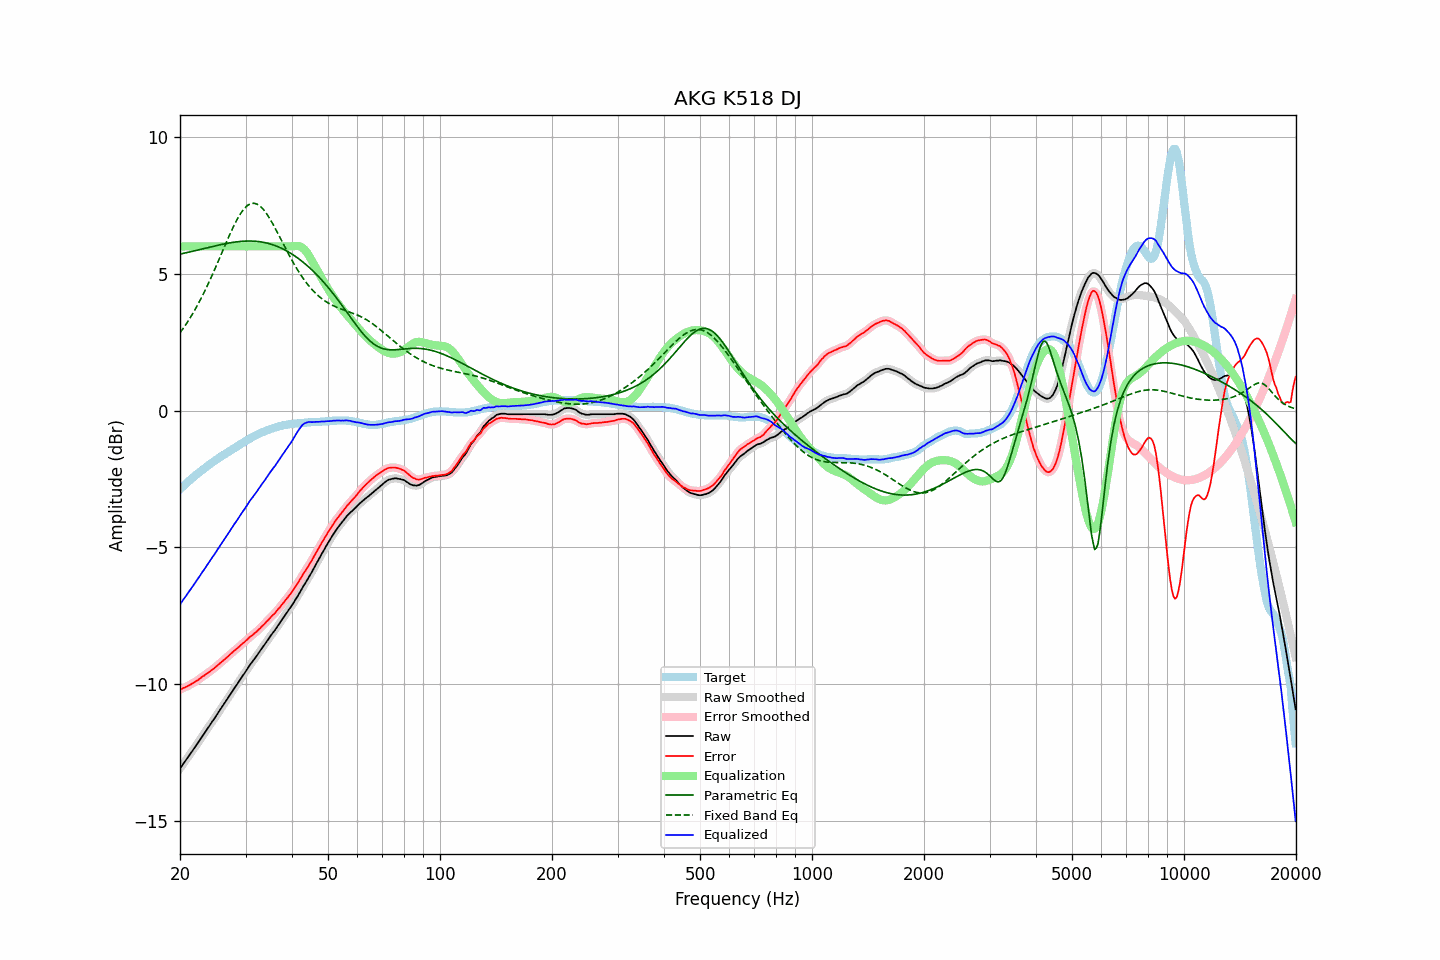 AKG K518 DJ
Amplitude (dBr)
10
5
0
−5
−10
−15
Target
Raw Smoothed
Error Smoothed
Raw
Error
Equalization
Parametric Eq
Fixed Band Eq
Equalized
20 50 100 200 500 1000 2000 5000 10000 20000
Frequency (Hz)